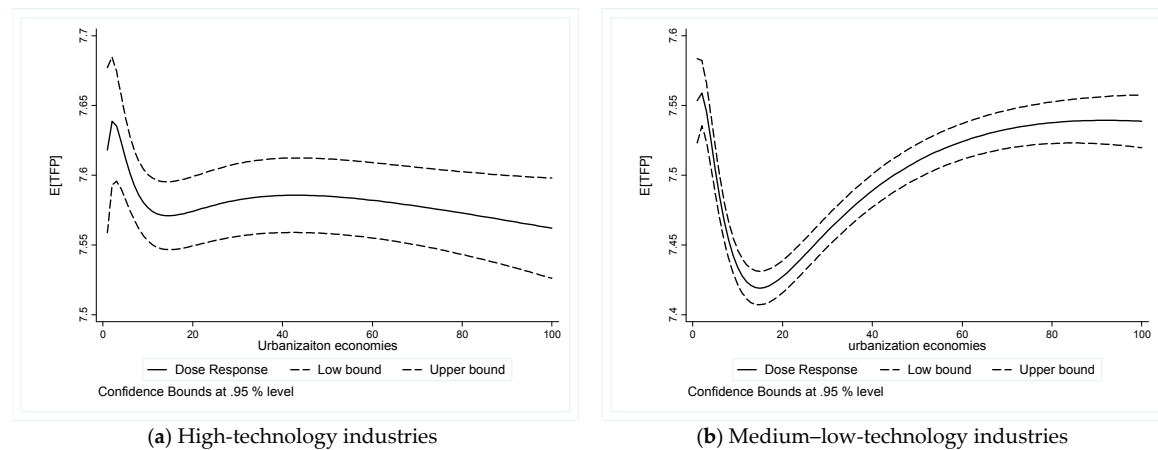 7.7
7.65
7.6
7.55
7.5
E[TFP]
0 20 40 60 80 100
Urbanizaiton economies
Dose Response Low bound Upper bound
Confidence Bounds at .95 % level
(a) High-technology industries
7.6
7.55
7.5
7.45
7.4
E[TFP]
0 20 40 60 80 100
urbanization economies
Dose Response Low bound Upper bound
Confidence Bounds at .95 % level
(b) Medium–low-technology industries